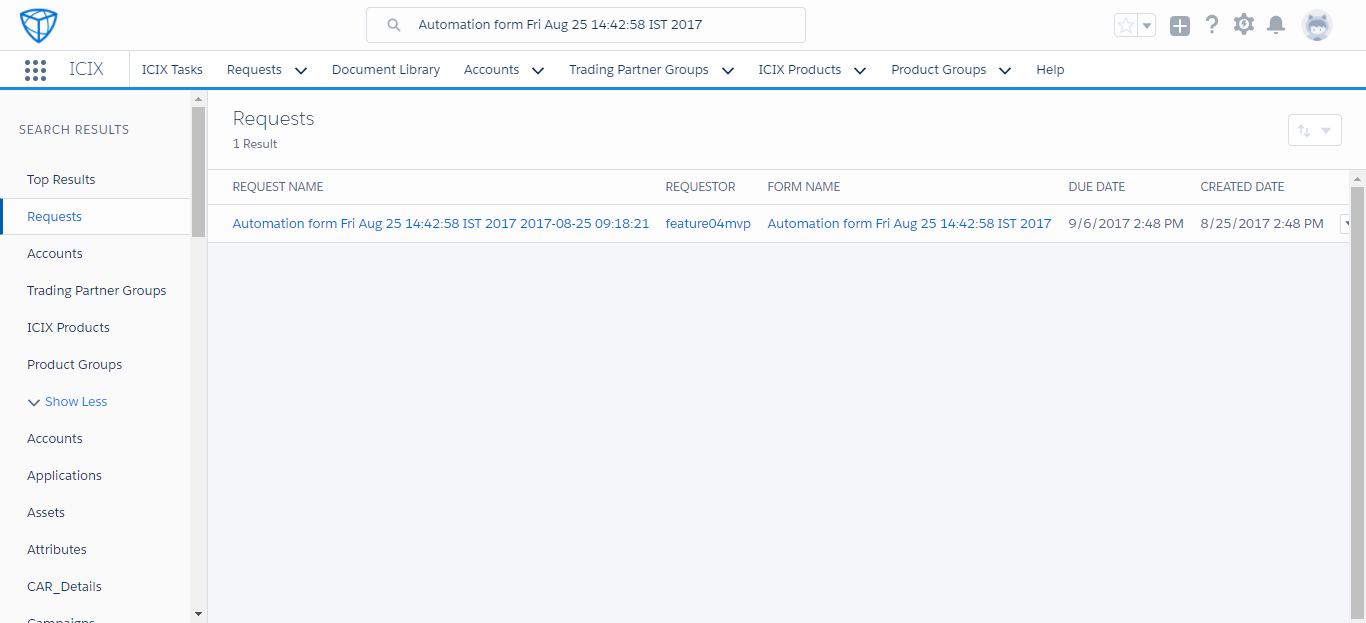 Automation form Fri Aug 25 14:42:58 IST 2017
ICIX
ICIX Tasks
Requests
Document Library
Accounts
Trading Partner Groups
ICIX Products
Product Groups
Help
SEARCH RESULTS
Top Results
Requests
Accounts
Trading Partner Groups
ICIX Products
Product Groups
Show Less
Accounts
Applications
Assets
Attributes
CAR_Details
Campaigns
Requests
1 Result
REQUEST NAME REQUESTOR FORM NAME DUE DATE CREATED DATE
Automation form Fri Aug 25 14:42:58 IST 2017 2017-08-25 09:18:21 feature04mvp Automation form Fri Aug 25 14:42:58 IST 2017 9/6/2017 2:48 PM 8/25/2017 2:48 PM